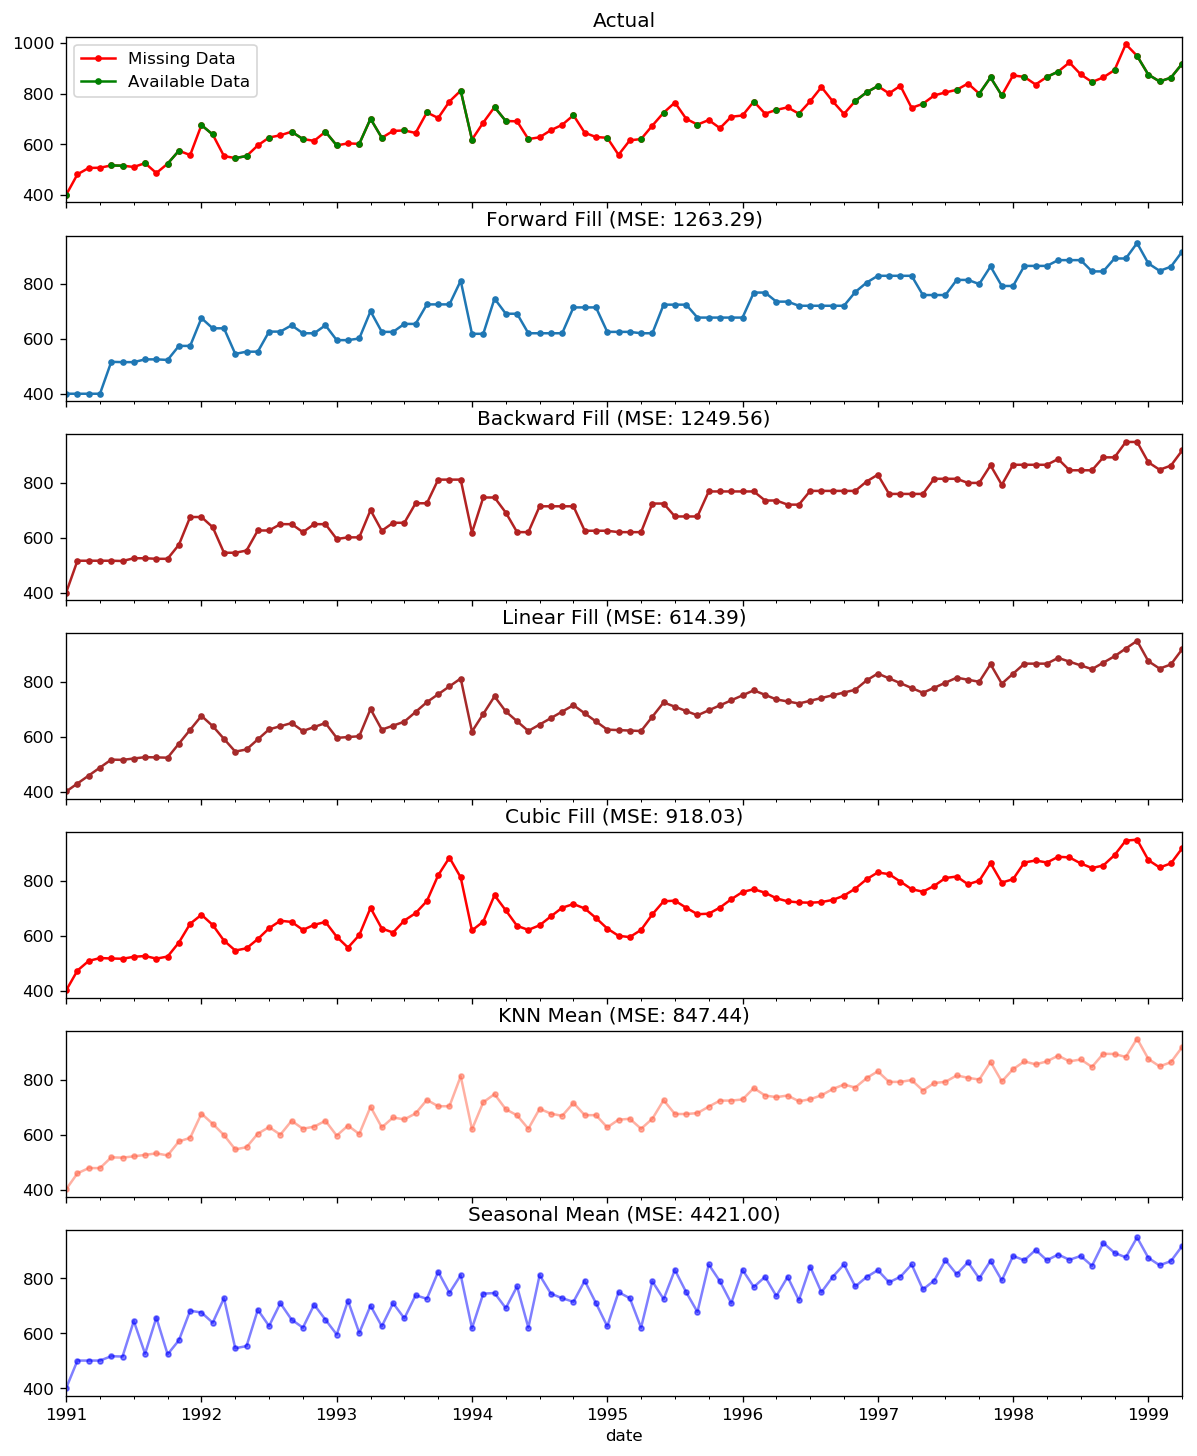 Actual
1000
800
600
400
Missing Data
Available Data
Forward Fill (MSE: 1263.29)
800
600
400
Backward Fill (MSE: 1249.56)
800
600
400
Linear Fill (MSE: 614.39)
800
600
400
Cubic Fill (MSE: 918.03)
800
600
400
KNN Mean (MSE: 847.44)
800
600
400
Seasonal Mean (MSE: 4421.00)
800
600
400
1991 1992 1993 1994 1995 1996 1997 1998 1999
date